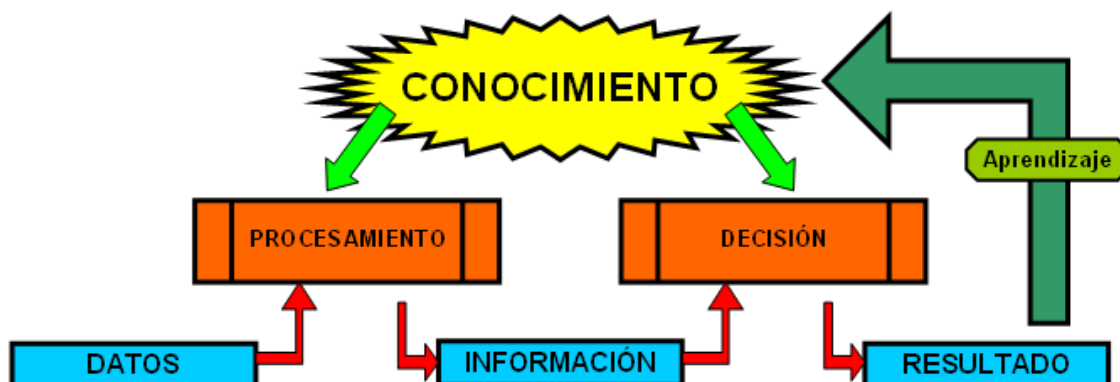 CONOCIMIENTO
Aprendizaje
PROCESAMIENTO
DECISIÓN
DATOS
INFORMACIÓN
RESULTADO